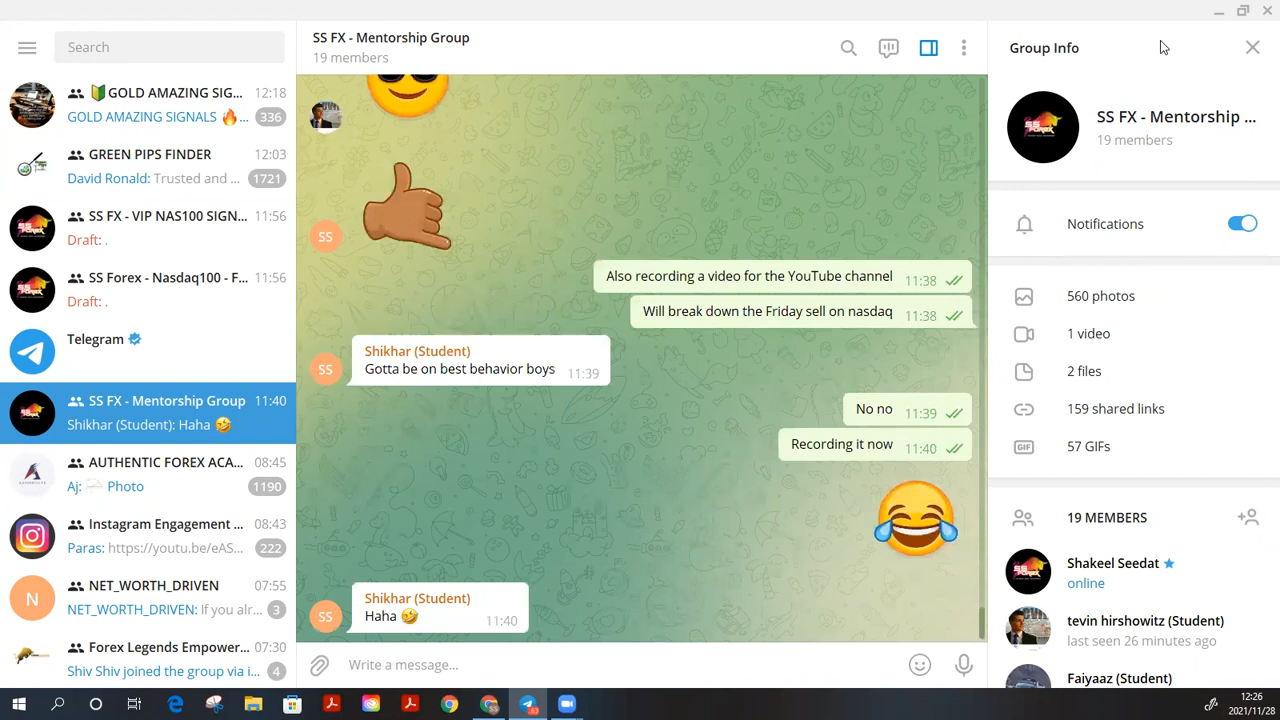 Search
GOLD AMAZING SIG... 12:18
GOLD AMAZING SIGNALS 🔥... 336
GREEN PIPS FINDER 12:03
David Ronald: Trusted and ... 1721
SS FX - VIP NAS100 SIGN... 11:56
Draft: .
SS Forex - Nasdaq100 - F... 11:56
Draft: .
Telegram
SS FX - Mentorship Group 11:40
Shikhar (Student): Haha 🤣
AUTHENTIC FOREX ACA... 08:45
Aj: Photo 1190
Instagram Engagement ... 08:43
Paras: https://youtu.be/eAS... 222
N
NET_WORTH_DRIVEN 07:55
NET_WORTH_DRIVEN: If you alr... 3
Forex Legends Empower... 07:30
Shiv Shiv joined the group via i... 4
SS FX - Mentorship Group
19 members
SS
Also recording a video for the YouTube channel 11:38
Will break down the Friday sell on nasdaq 11:38
Shikhar (Student)
SS
Gotta be on best behavior boys 11:39
No no 11:39
Recording it now 11:40
Shikhar (Student)
SS
Haha 🤣 11:40
Write a message...
Group Info
SS FX - Mentorship ...
19 members
Notifications
560 photos
1 video
2 files
159 shared links
GIF
57 GIFs
19 MEMBERS
Shakeel Seedat
online
tevin hirshowitz (Student)
last seen 26 minutes ago
Faiyaaz (Student)
12:26
2021/11/28